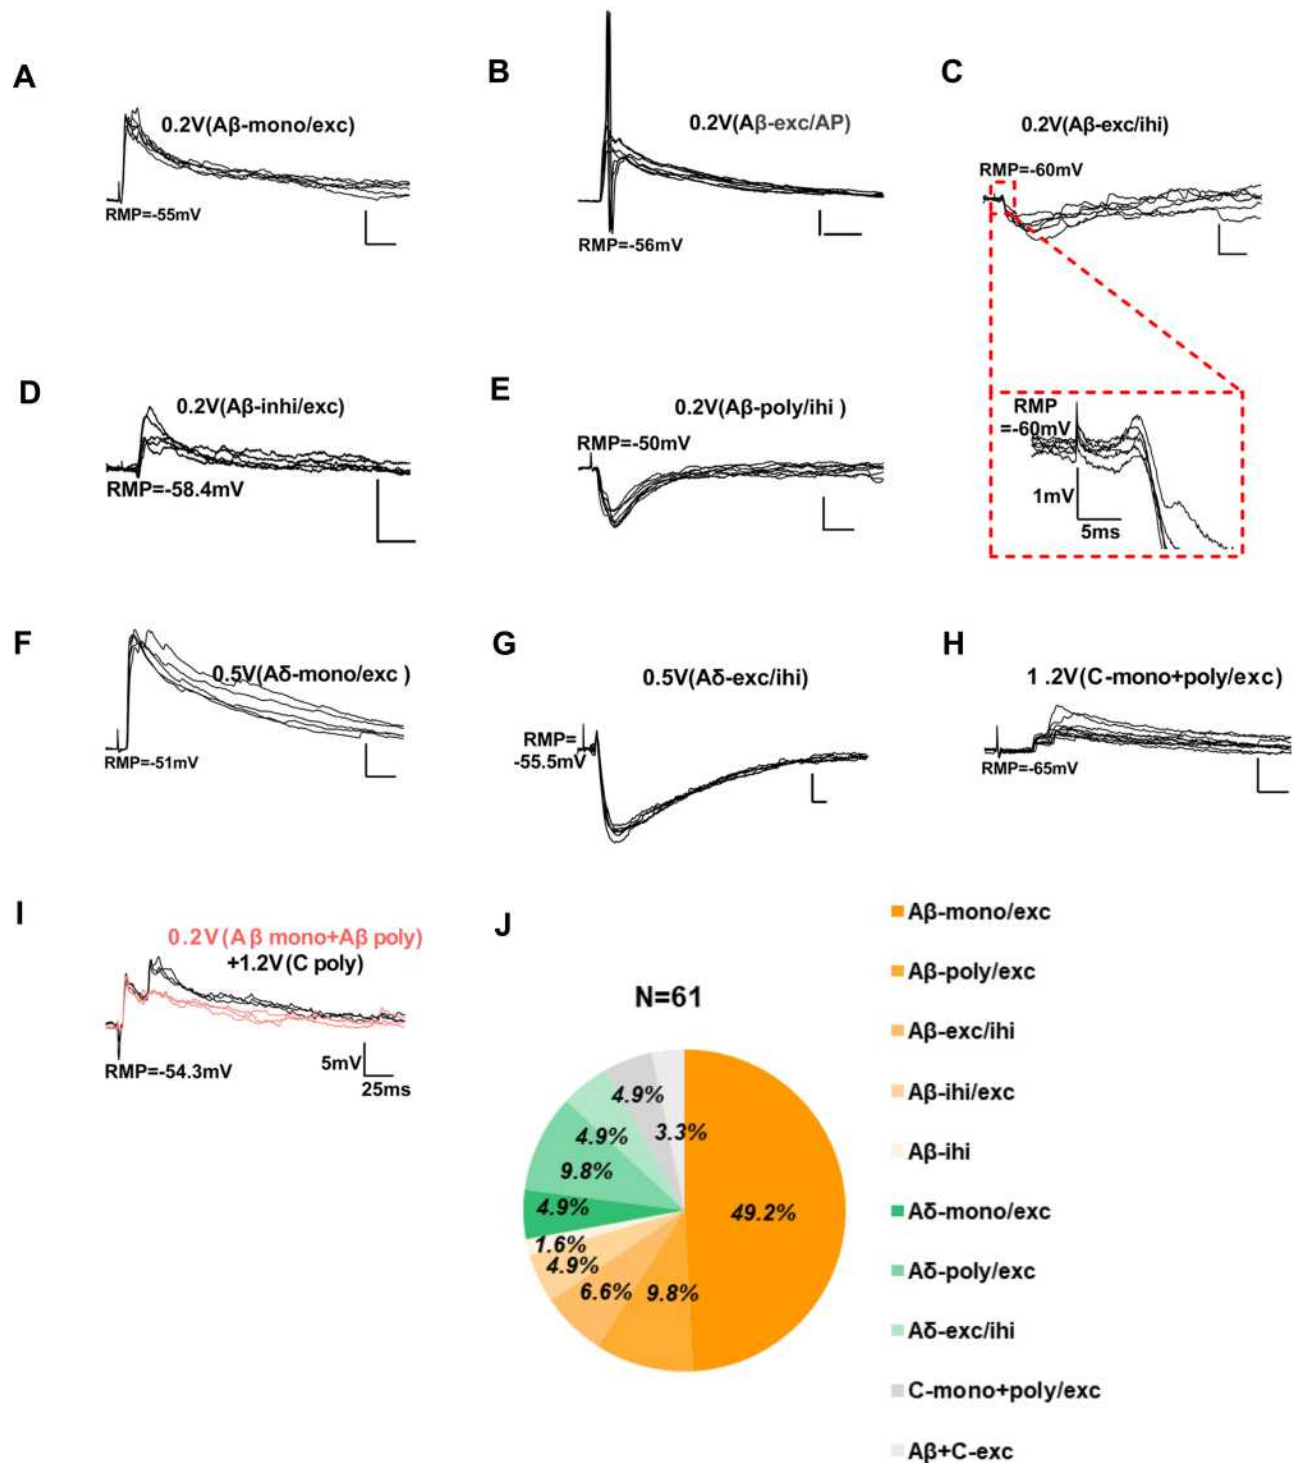 A
0.2V(Aβ-mono/exc)
RMP=-55mV
B
0.2V(Aβ-exc/AP)
RMP=-56mV
C
0.2V(Aβ-exc/ihi)
RMP=-60mV
RMP
=-60mV
1mV
5ms
D
0.2V(Aβ-inhi/exc)
RMP=-58.4mV
E
0.2V(Aβ-poly/ihi )
RMP=-50mV
F
0.5V(Aδ-mono/exc )
RMP=-51mV
G
0.5V(Aδ-exc/ihi)
RMP=
-55.5mV
H
1 .2V(C-mono+poly/exc)
RMP=-65mV
I
0.2V(Aβ mono+Aβ poly)
+1.2V(C poly)
RMP=-54.3mV
5mV
25ms
J
N=61
4.9%
3.3%
4.9%
9.8%
4.9%
49.2%
1.6%
4.9%
6.6%
9.8%
Aβ-mono/exc
Aβ-poly/exc
Aβ-exc/ihi
Aβ-ihi/exc
Aβ-ihi
Aδ-mono/exc
Aδ-poly/exc
Aδ-exc/ihi
C-mono+poly/exc
Aβ+C-exc